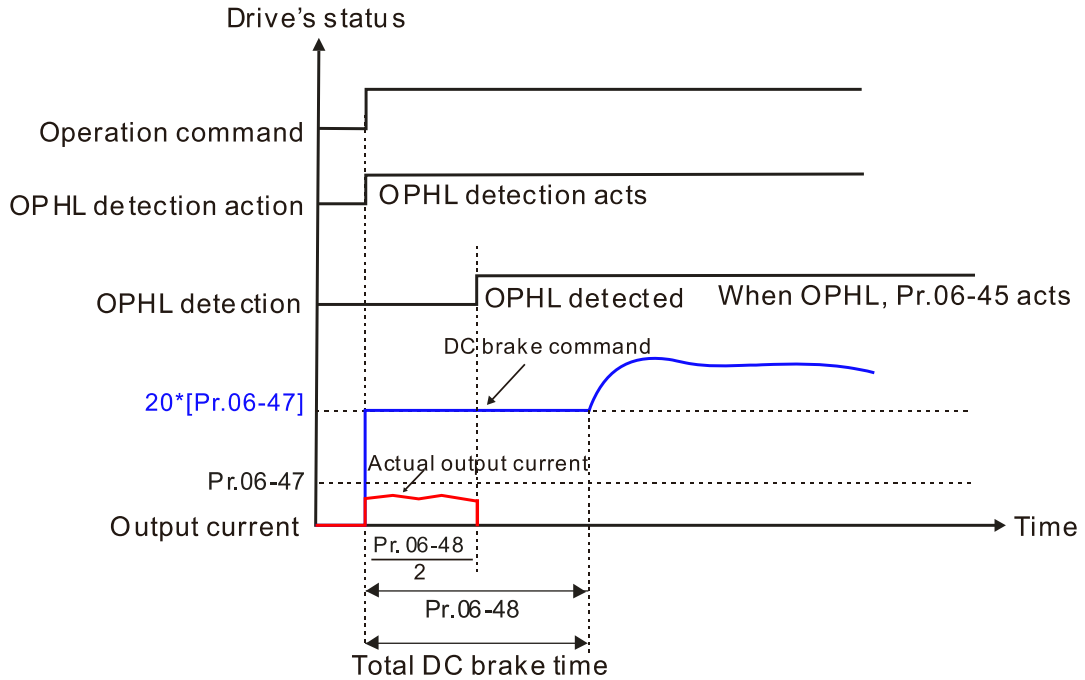 Drive's status
Operation command
OPHL detection action
OPHL detection acts
OPHL detection
OPHL detected
When OPHL, Pr.06-45 acts
DC brake command
20*[Pr.06-47]
Actual output current
Pr.06-47
Output current
Time
Pr.06-48
2
Pr.06-48
Total DC brake time